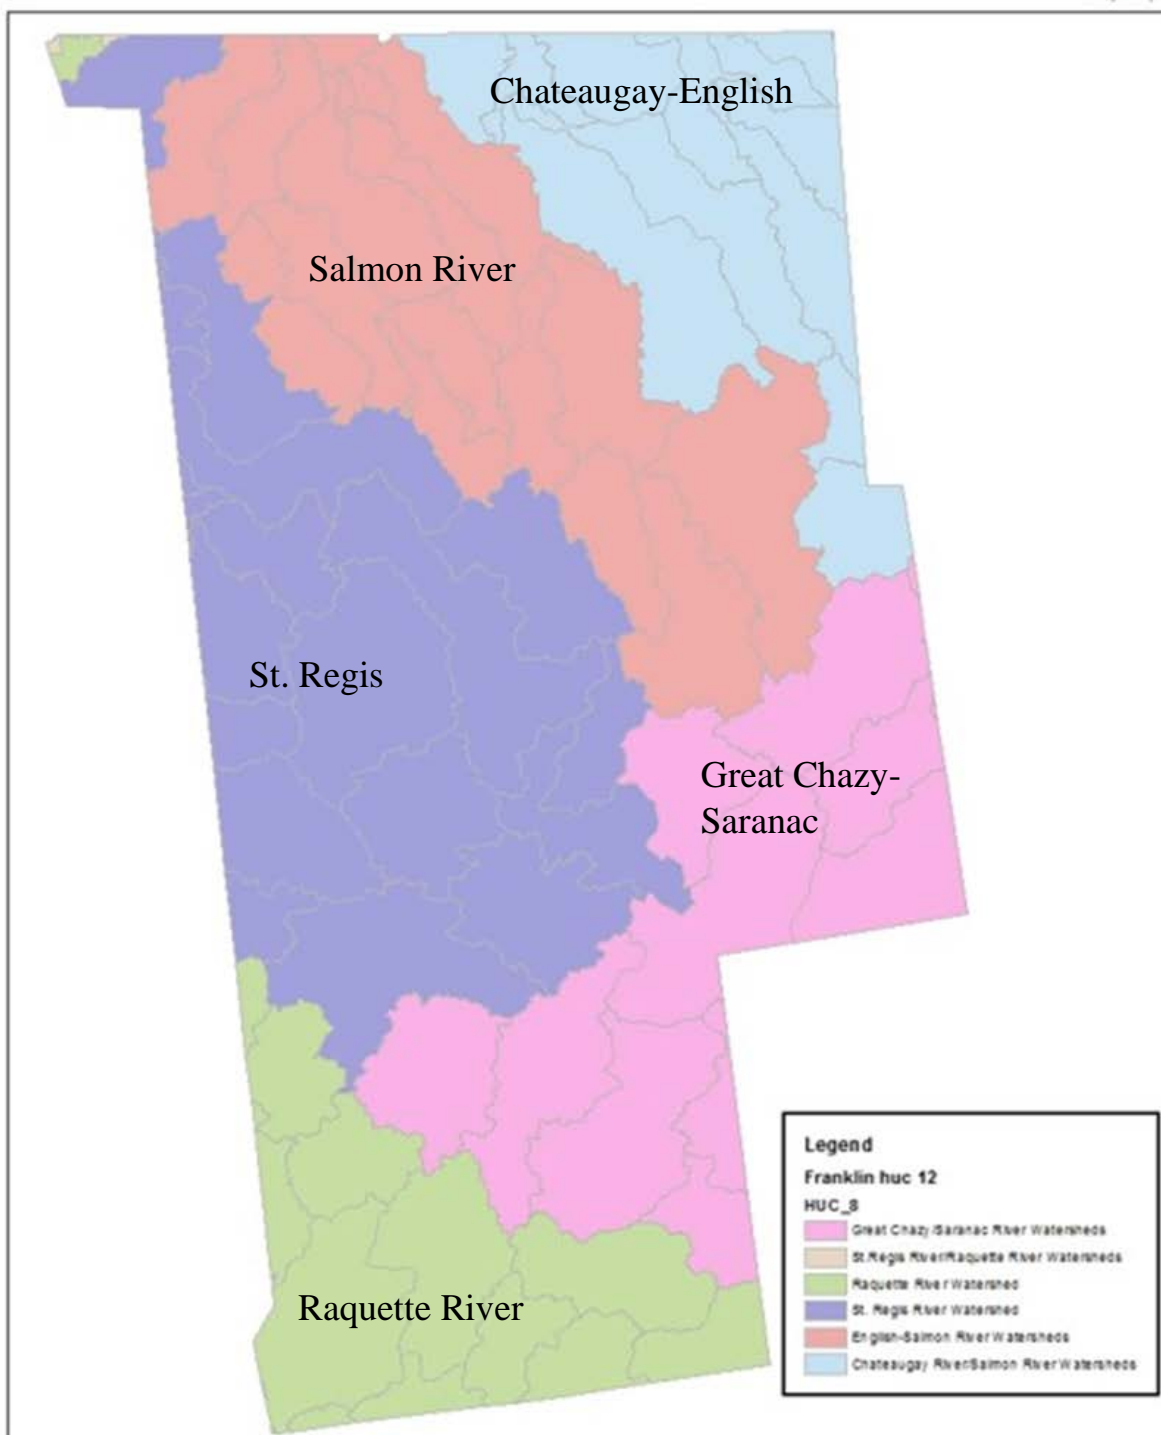 Chateaugay-English
Salmon River
St. Regis
Great Chazy-
Saranac
Raquette River
Legend
Franklin huc 12
HUC_8
Great Chazy/Saranac River Watersheds
St.Regis River/Raquette River Watersheds
Raquette River Watershed
St. Regis River Watershed
English-Salmon River Watersheds
Chateaugay River/Salmon River Watersheds